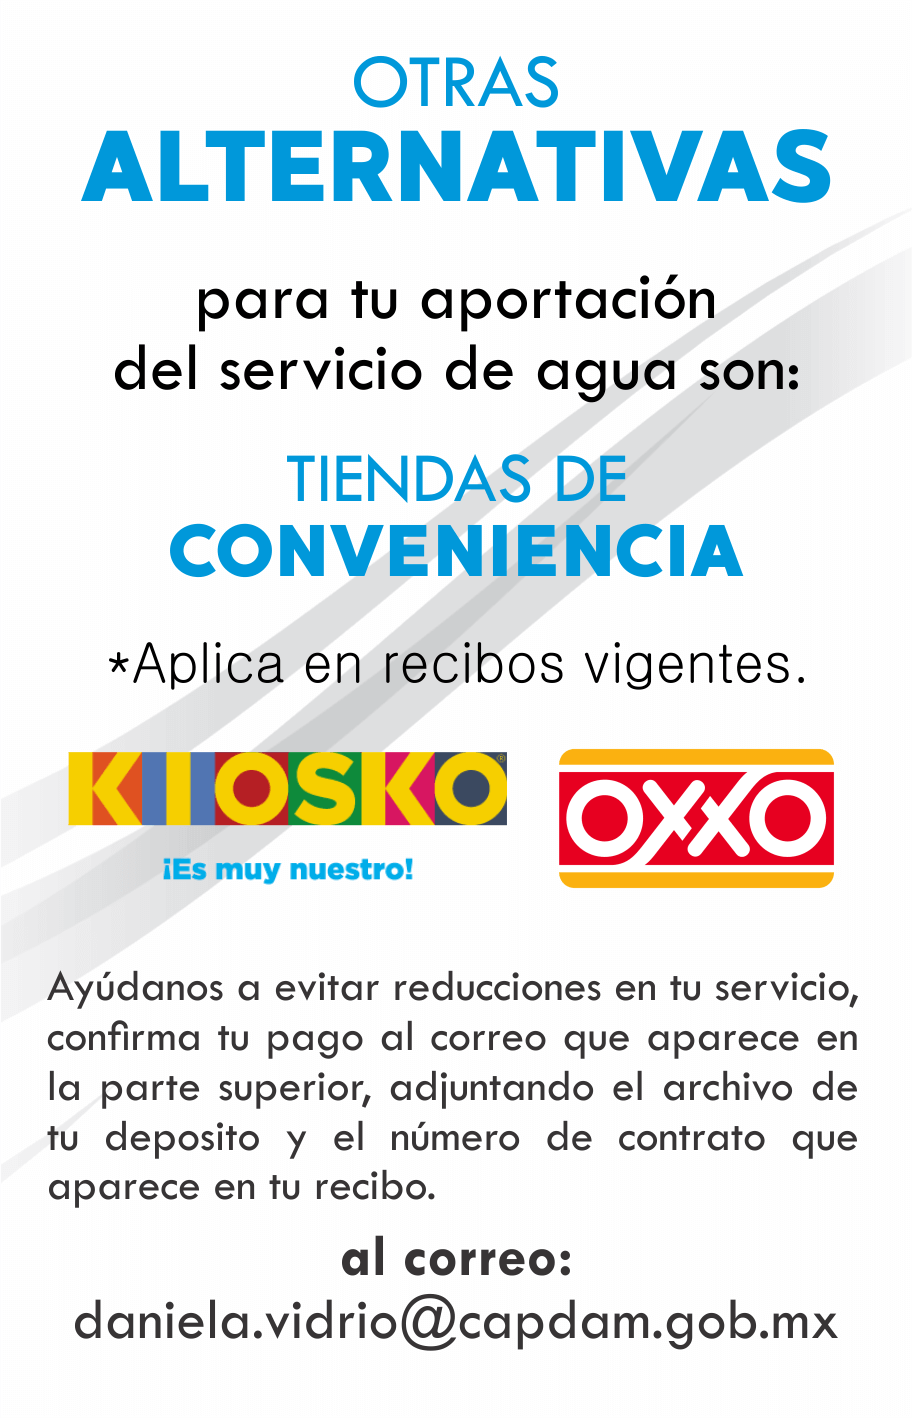 OTRAS
ALTERNATIVAS
para tu aportación
del servicio de agua son:
TIENDAS DE
CONVENIENCIA
*Aplica en recibos vigentes.
KIOSKO®
¡Es muy nuestro!
OXXO
Ayúdanos a evitar reducciones en tu servicio,
confirma tu pago al correo que aparece en
la parte superior, adjuntando el archivo de
tu deposito y el número de contrato que
aparece en tu recibo.
al correo:
daniela.vidrio@capdam.gob.mx